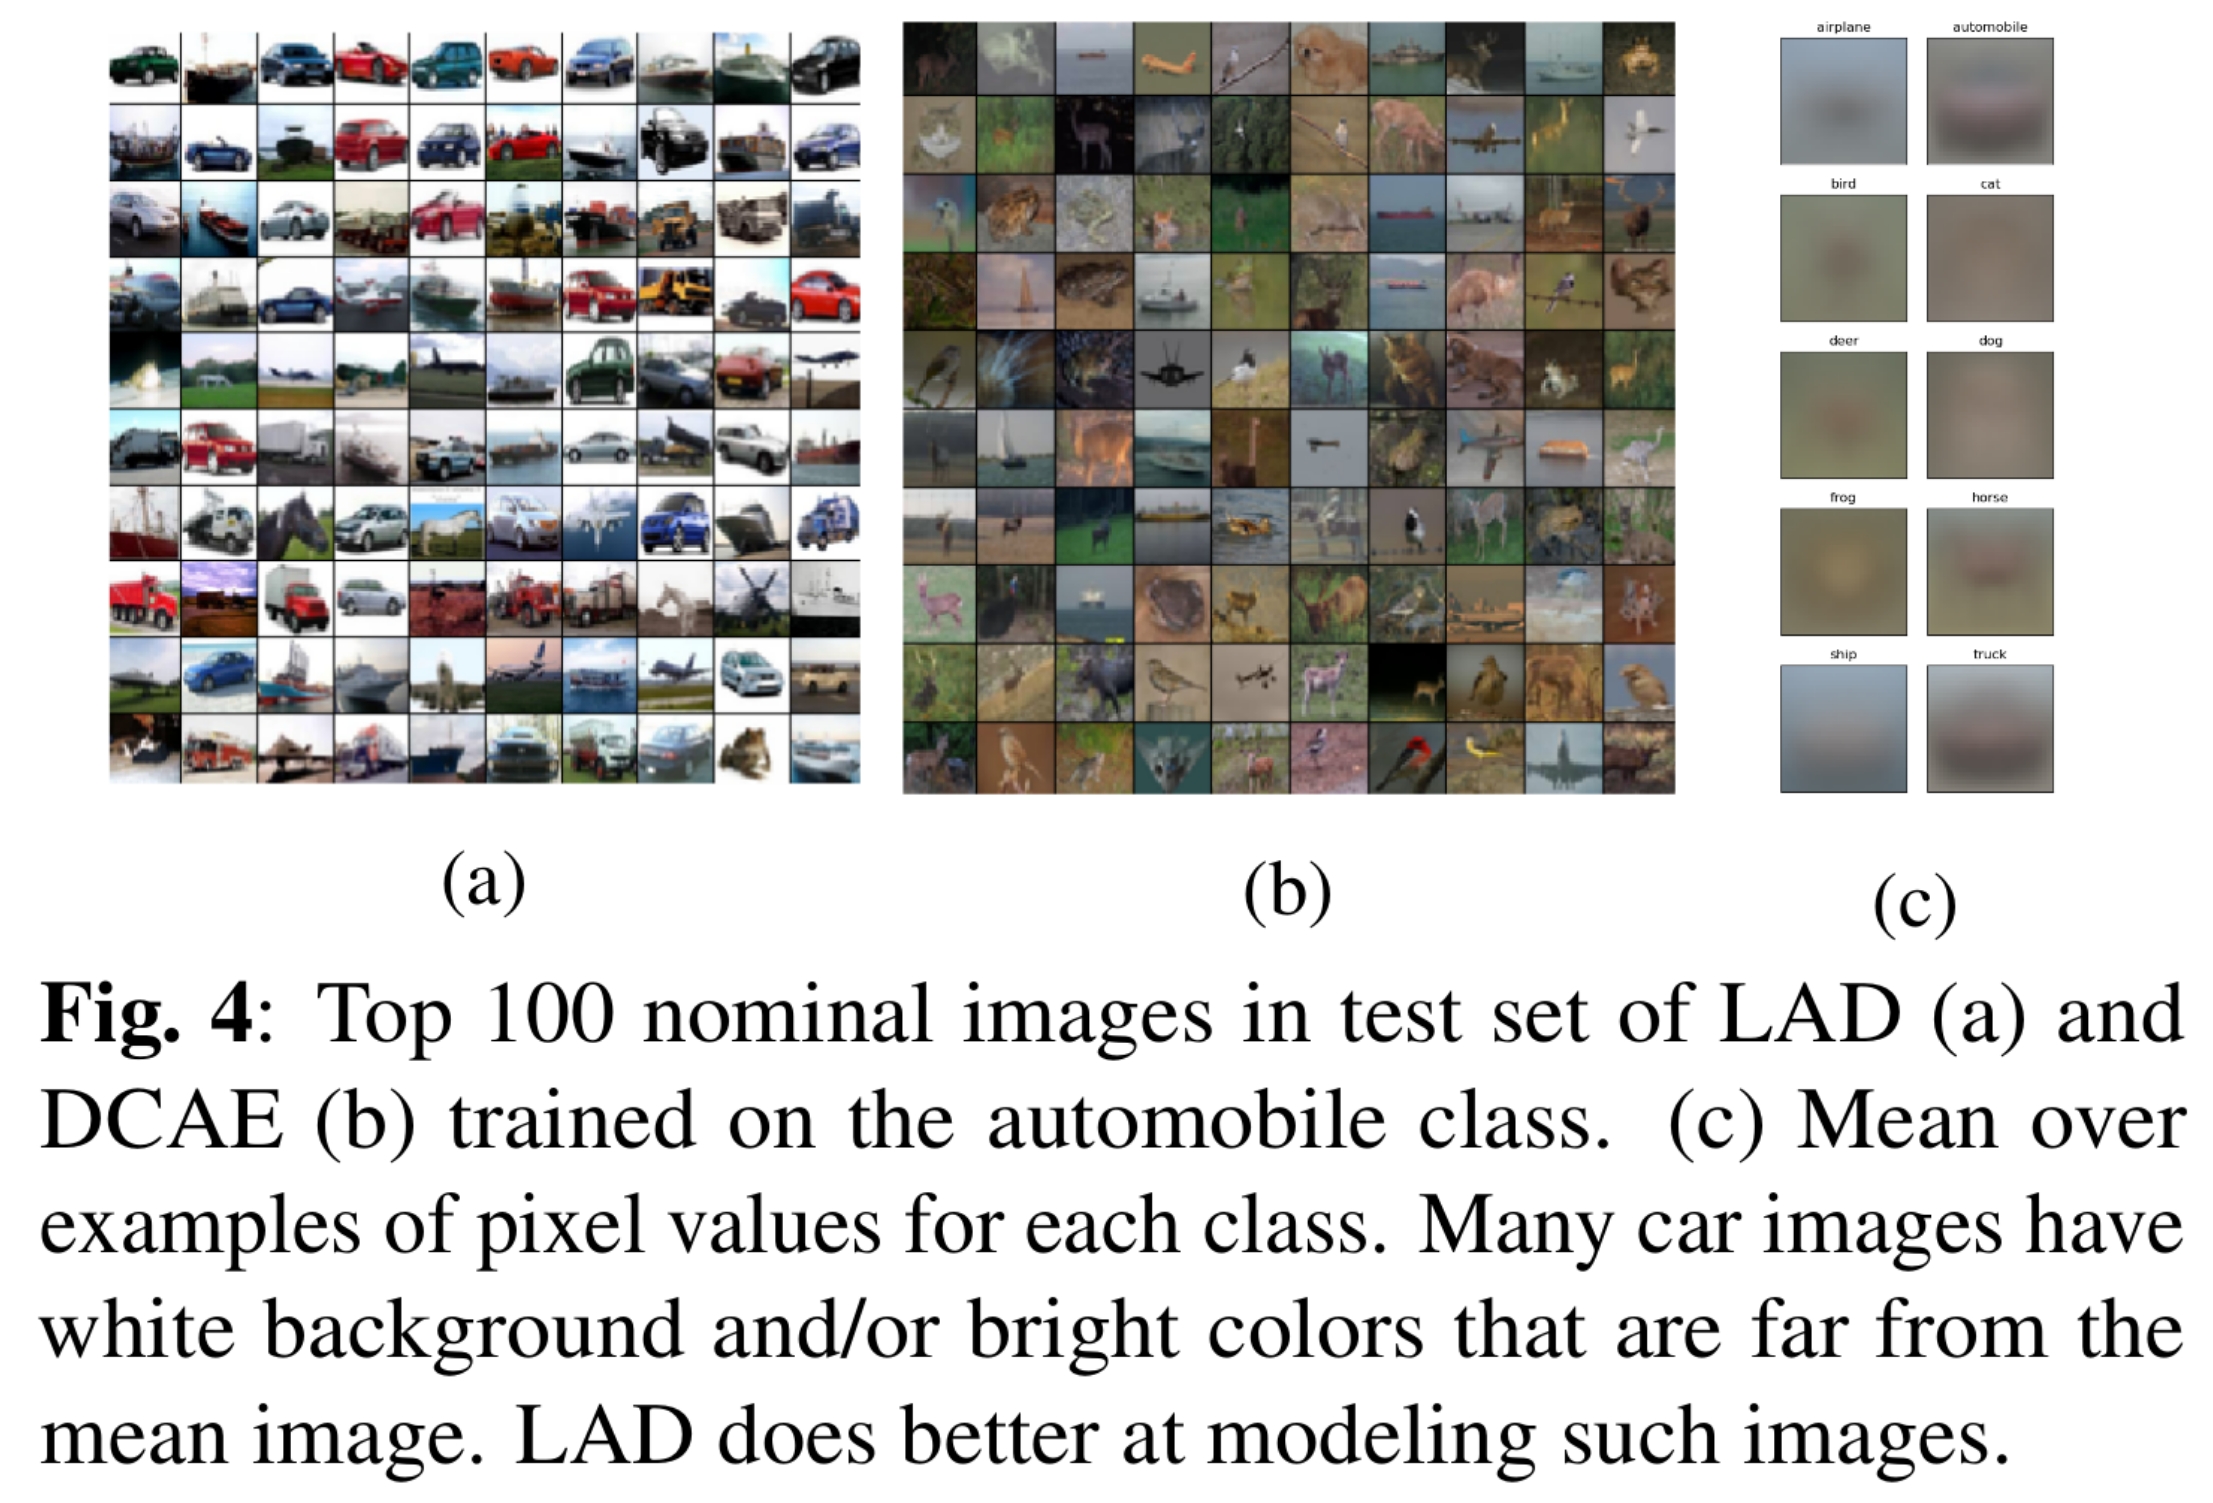 airplane automobile
bird cat
deer dog
frog horse
ship truck
(a) (b) (c)
Fig. 4: Top 100 nominal images in test set of LAD (a) and
DCAE (b) trained on the automobile class. (c) Mean over
examples of pixel values for each class. Many car images have
white background and/or bright colors that are far from the
mean image. LAD does better at modeling such images.